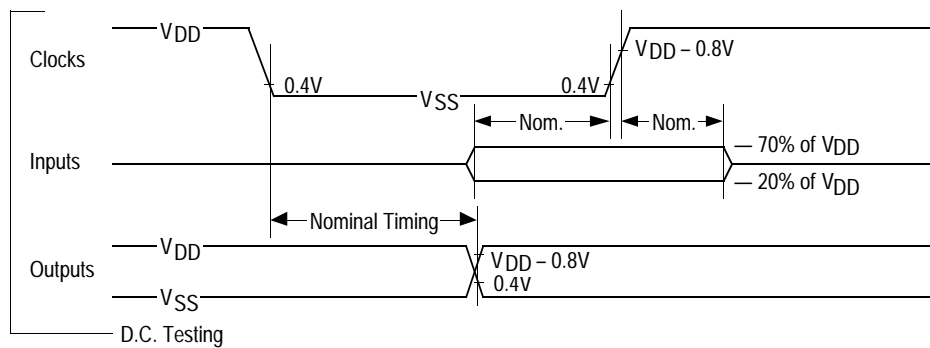 VDD
Clocks
VDD – 0.8V
0.4V
0.4V
VSS
Nom.
Nom.
— 70% of VDD
Inputs
— 20% of VDD
Nominal Timing
VDD
VDD – 0.8V
Outputs
0.4V
VSS
D.C. Testing